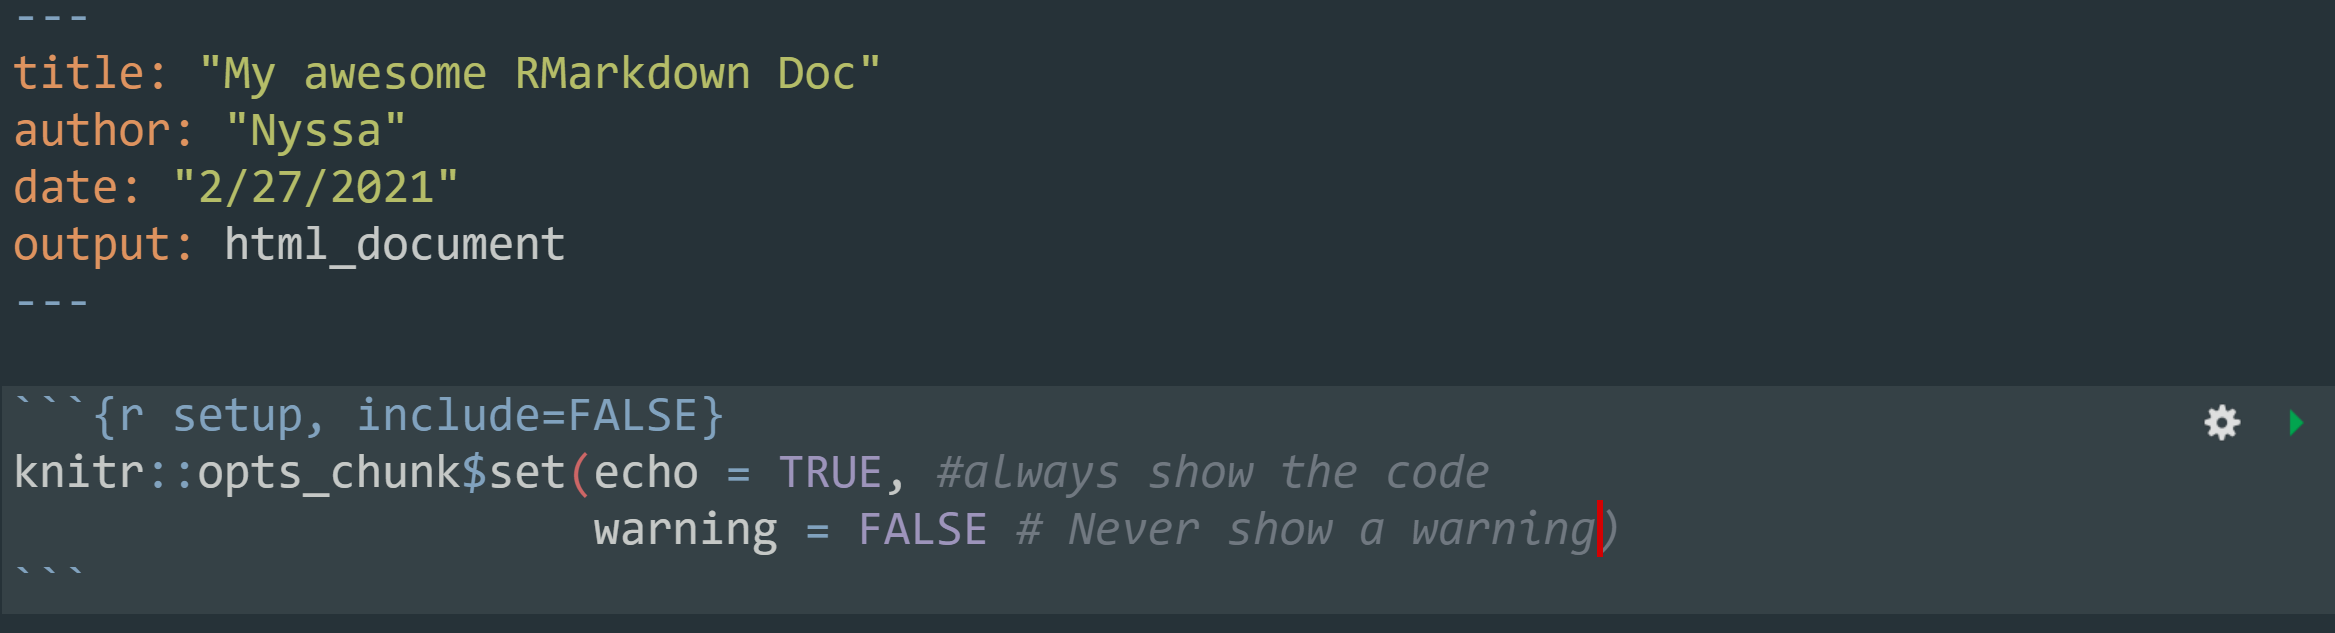 ---
title: "My awesome RMarkdown Doc"
author: "Nyssa"
date: "2/27/2021"
output: html_document
---
```{r setup, include=FALSE}
knitr::opts_chunk$set(echo = TRUE, #always show the code
                      warning = FALSE # Never show a warning)
```